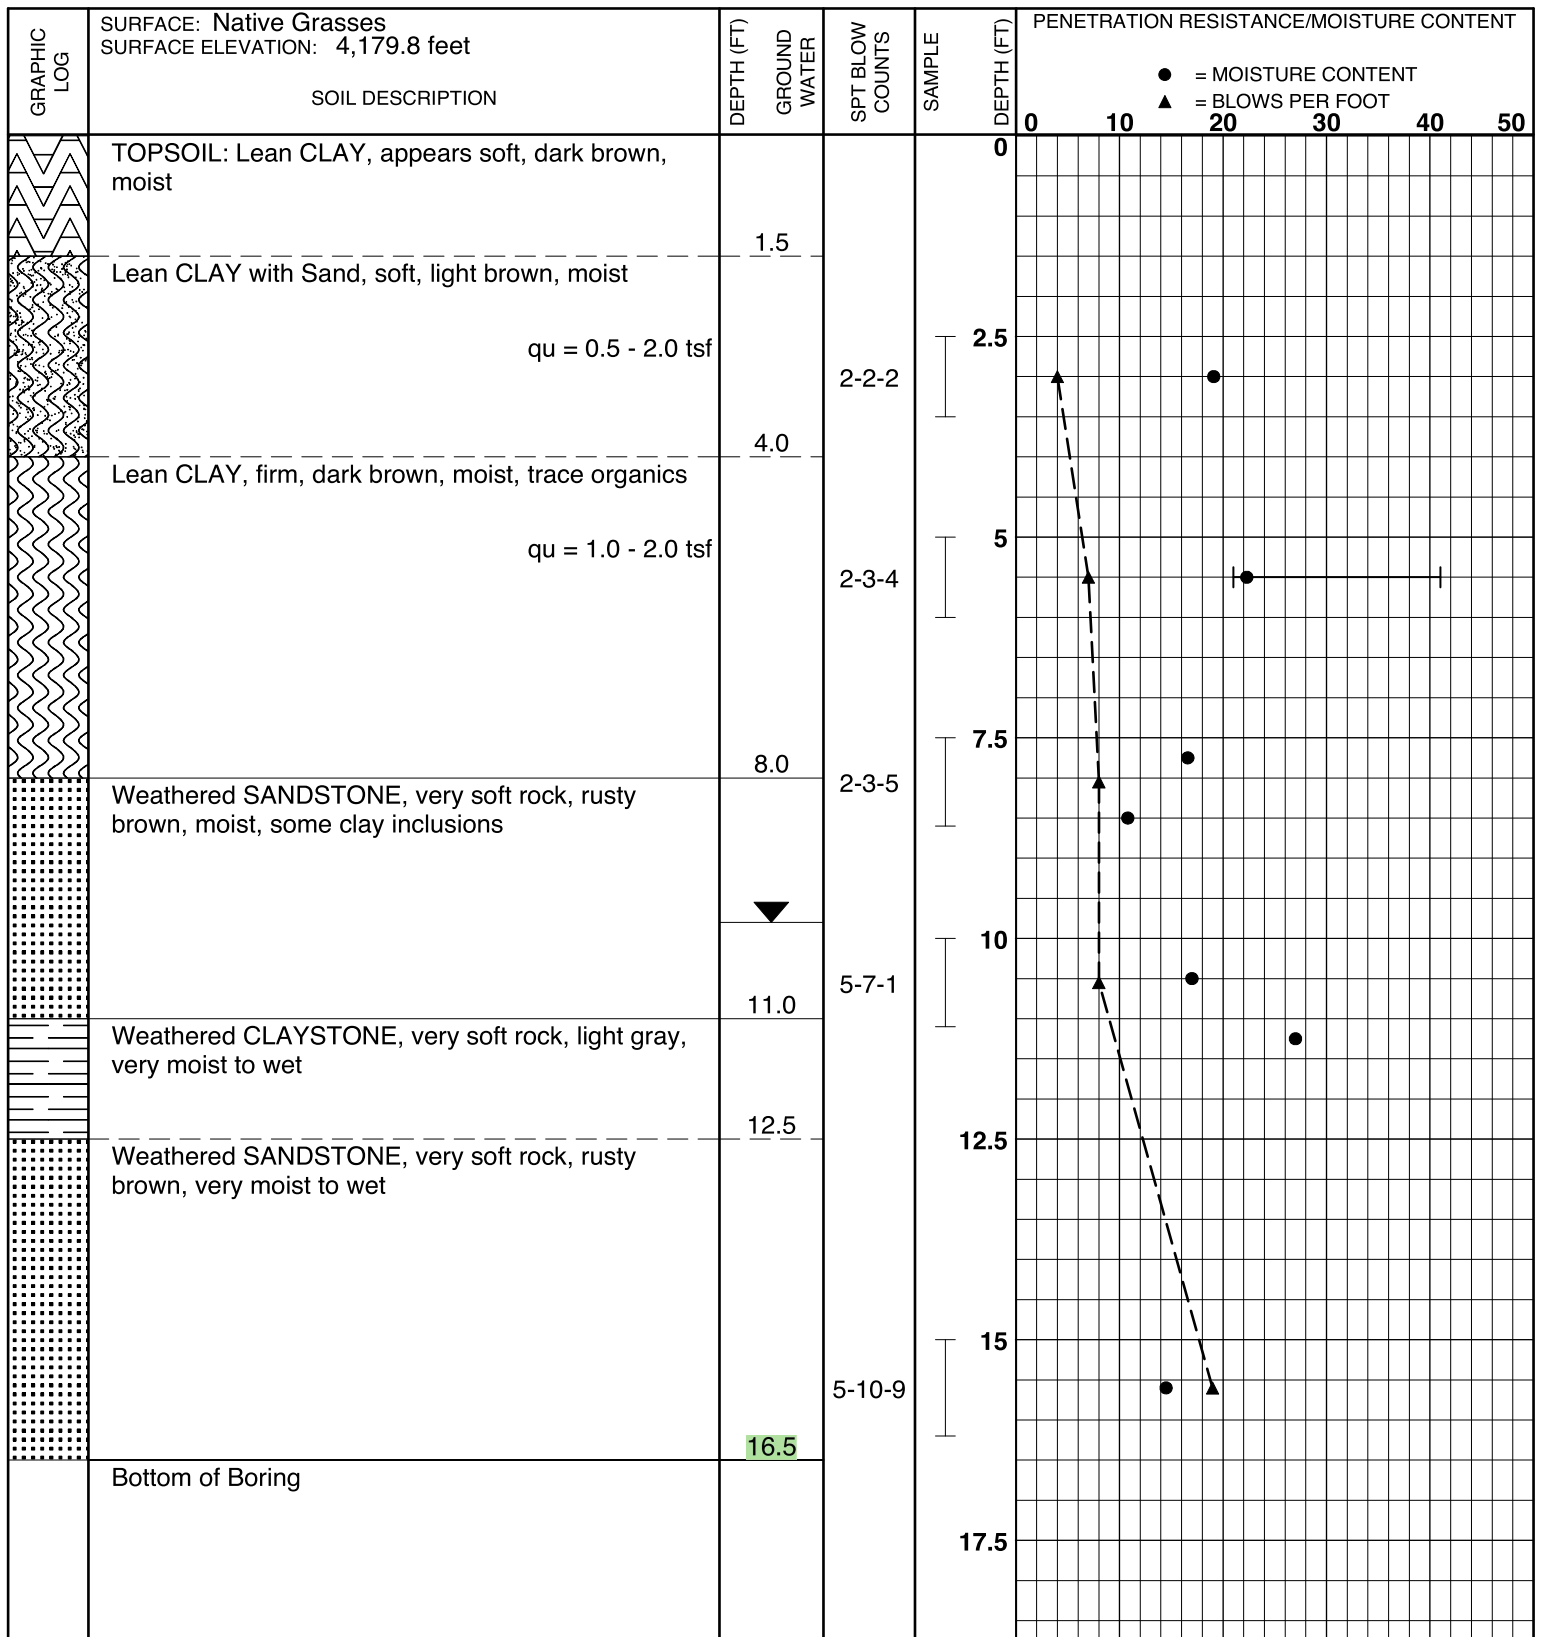 GRAPHIC
LOG
SURFACE: Native Grasses
SURFACE ELEVATION: 4,179.8 feet
SOIL DESCRIPTION
DEPTH (FT)
GROUND
WATER
SPT BLOW
COUNTS
SAMPLE
DEPTH (FT)
PENETRATION RESISTANCE/MOISTURE CONTENT
= MOISTURE CONTENT
= BLOWS PER FOOT
0 10 20 30 40 50
0
TOPSOIL: Lean CLAY, appears soft, dark brown,
moist
1.5
Lean CLAY with Sand, soft, light brown, moist
2.5
qu = 0.5 - 2.0 tsf
2-2-2
4.0
Lean CLAY, firm, dark brown, moist, trace organics
5
qu = 1.0 - 2.0 tsf
2-3-4
7.5
8.0
2-3-5
Weathered SANDSTONE, very soft rock, rusty
brown, moist, some clay inclusions
10
5-7-1
11.0
Weathered CLAYSTONE, very soft rock, light gray,
very moist to wet
12.5
12.5
Weathered SANDSTONE, very soft rock, rusty
brown, very moist to wet
15
5-10-9
16.5
Bottom of Boring
17.5